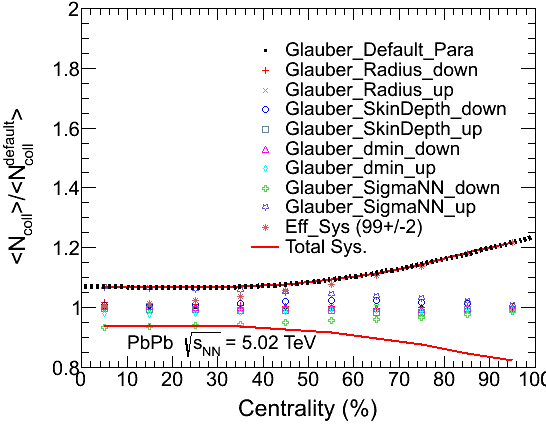 2
1.8
1.6
1.4
1.2
1
0.8
<N_coll>/<N_coll^default>
Glauber_Default_Para
Glauber_Radius_down
Glauber_Radius_up
Glauber_SkinDepth_down
Glauber_SkinDepth_up
Glauber_dmin_down
Glauber_dmin_up
Glauber_SigmaNN_down
Glauber_SigmaNN_up
Eff_Sys (99+/-2)
Total Sys.
PbPb √s_NN = 5.02 TeV
0 10 20 30 40 50 60 70 80 90 100
Centrality (%)